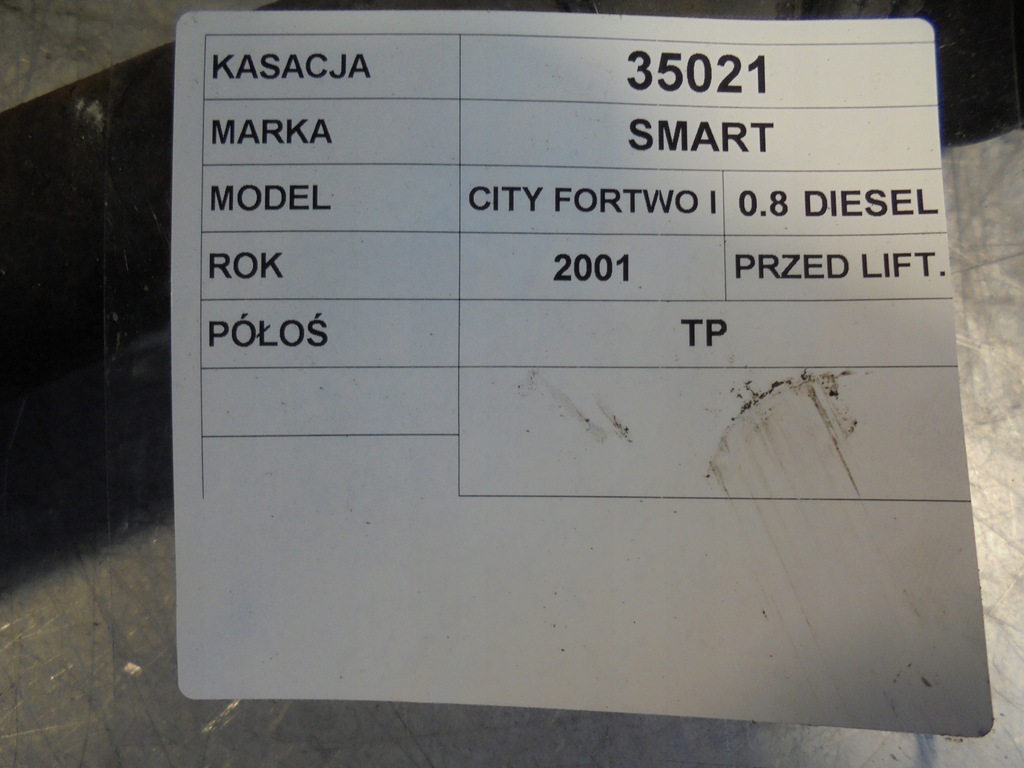 KASACJA 35021
MARKA SMART
MODEL CITY FORTWO I 0.8 DIESEL
ROK 2001 PRZED LIFT.
PÓŁOŚ TP